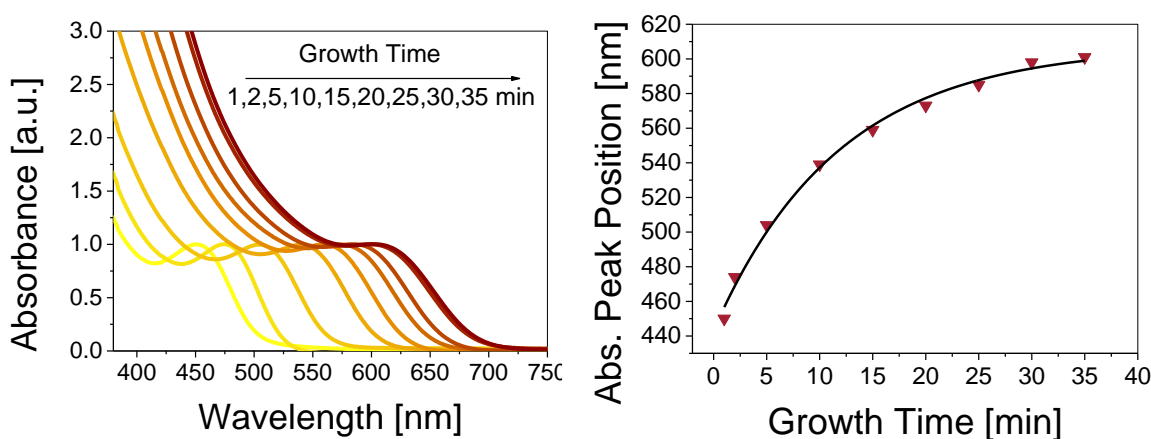 Absorbance [a.u.]
3.0
2.5
2.0
1.5
1.0
0.5
0.0
Growth Time
1,2,5,10,15,20,25,30,35 min
400 450 500 550 600 650 700 750
Wavelength [nm]
Abs. Peak Position [nm]
620
600
580
560
540
520
500
480
460
440
0 5 10 15 20 25 30 35 40
Growth Time [min]